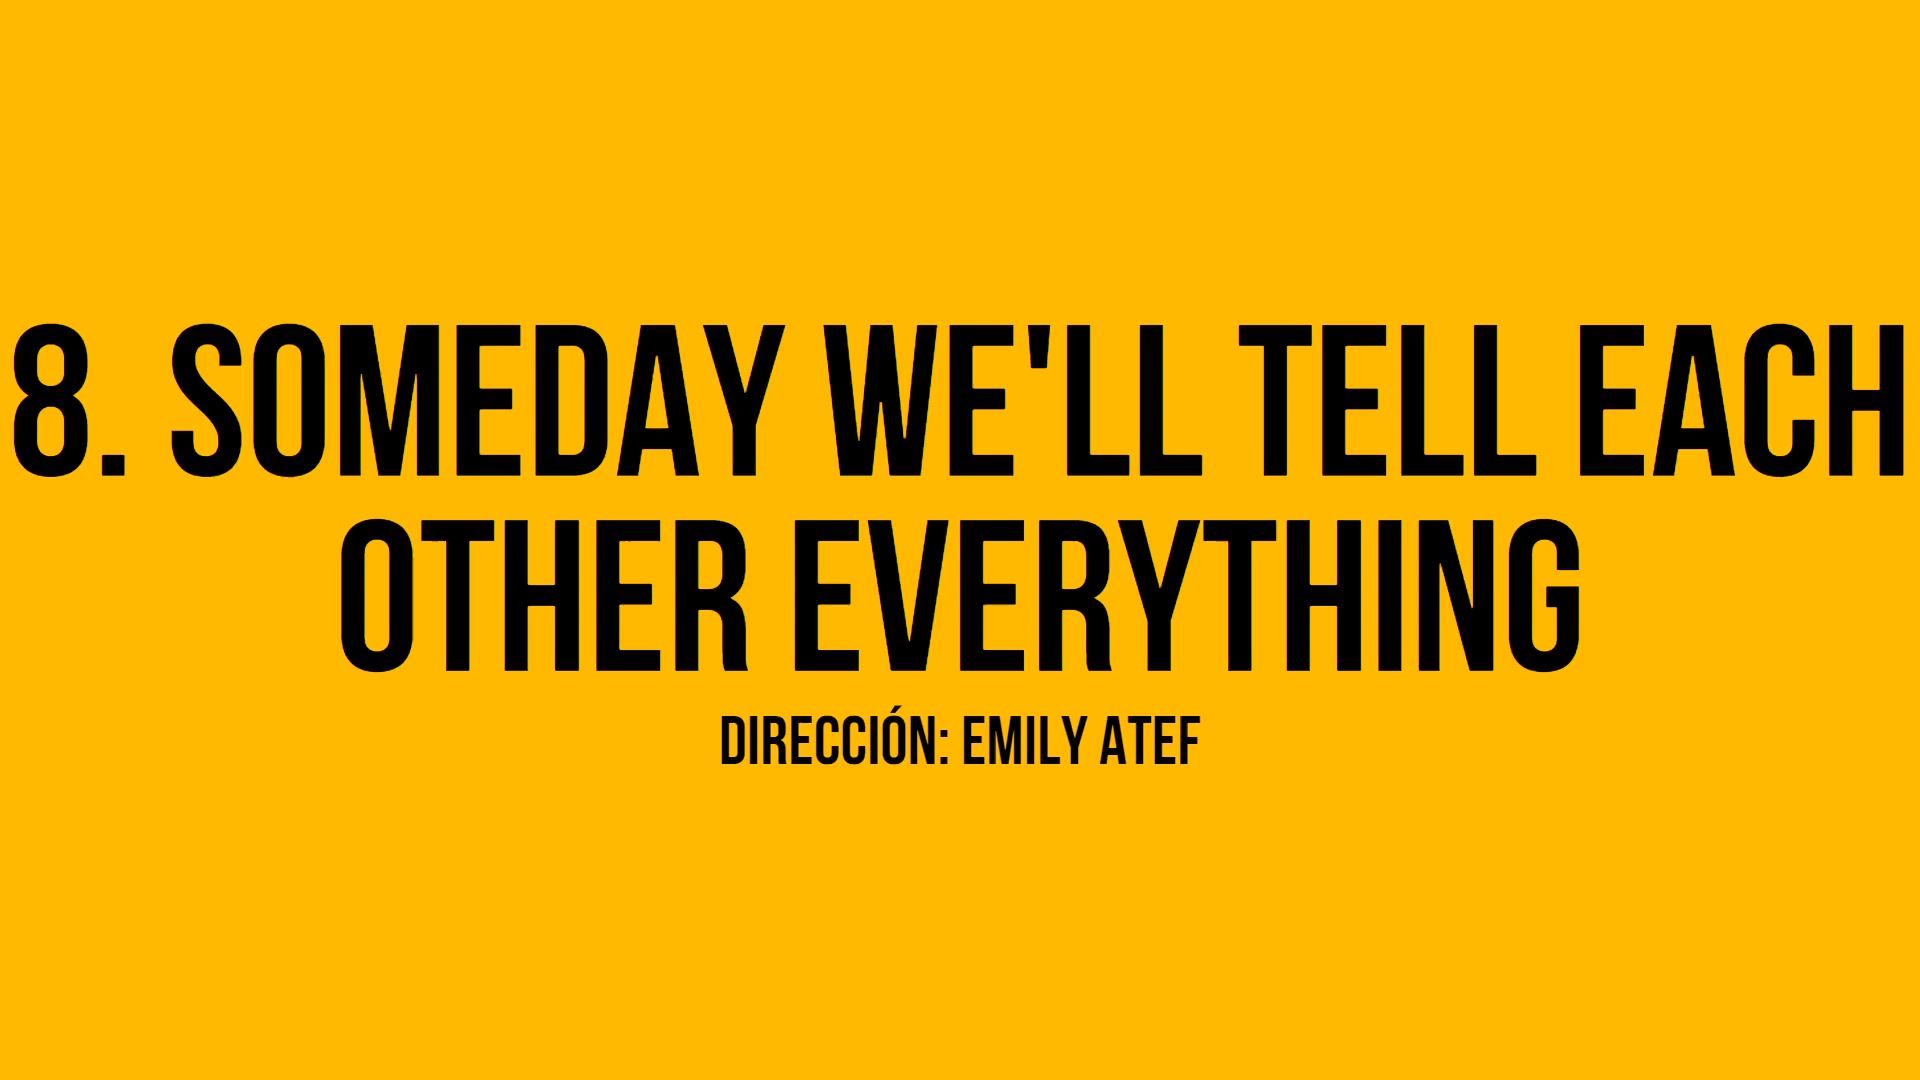 8. SOMEDAY WE'LL TELL EACH
OTHER EVERYTHING
DIRECCIÓN: EMILY ATEF